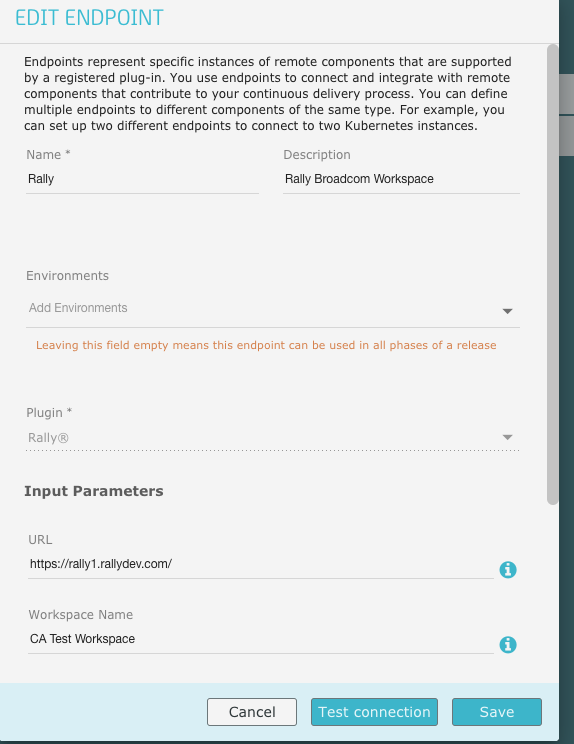 EDIT ENDPOINT
Endpoints represent specific instances of remote components that are supported
by a registered plug-in. You use endpoints to connect and integrate with remote
components that contribute to your continuous delivery process. You can define
multiple endpoints to different components of the same type. For example, you
can set up two different endpoints to connect to two Kubernetes instances.
Name * Description
Rally Rally Broadcom Workspace
Environments
Add Environments
Leaving this field empty means this endpoint can be used in all phases of a release
Plugin *
Rally®
Input Parameters
URL
https://rally1.rallydev.com/
Workspace Name
CA Test Workspace
Cancel Test connection Save